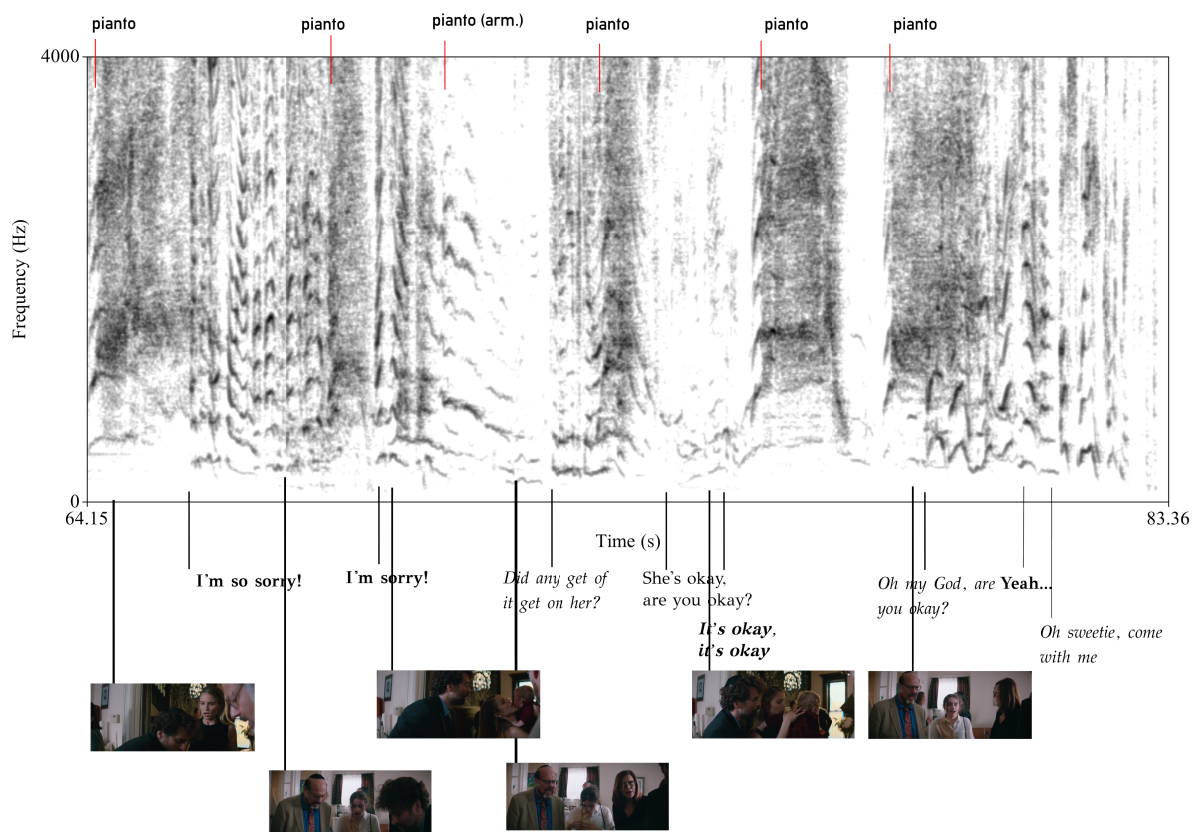 pianto
pianto
pianto (arm.)
pianto
pianto
pianto
4000
Frequency (Hz)
0
64.15
83.36
Time (s)
I'm so sorry!
I'm sorry!
Did any get of
it get on her?
She's okay,
are you okay?
It's okay,
it's okay
Oh my God, are
you okay?
Yeah...
Oh sweetie, come
with me